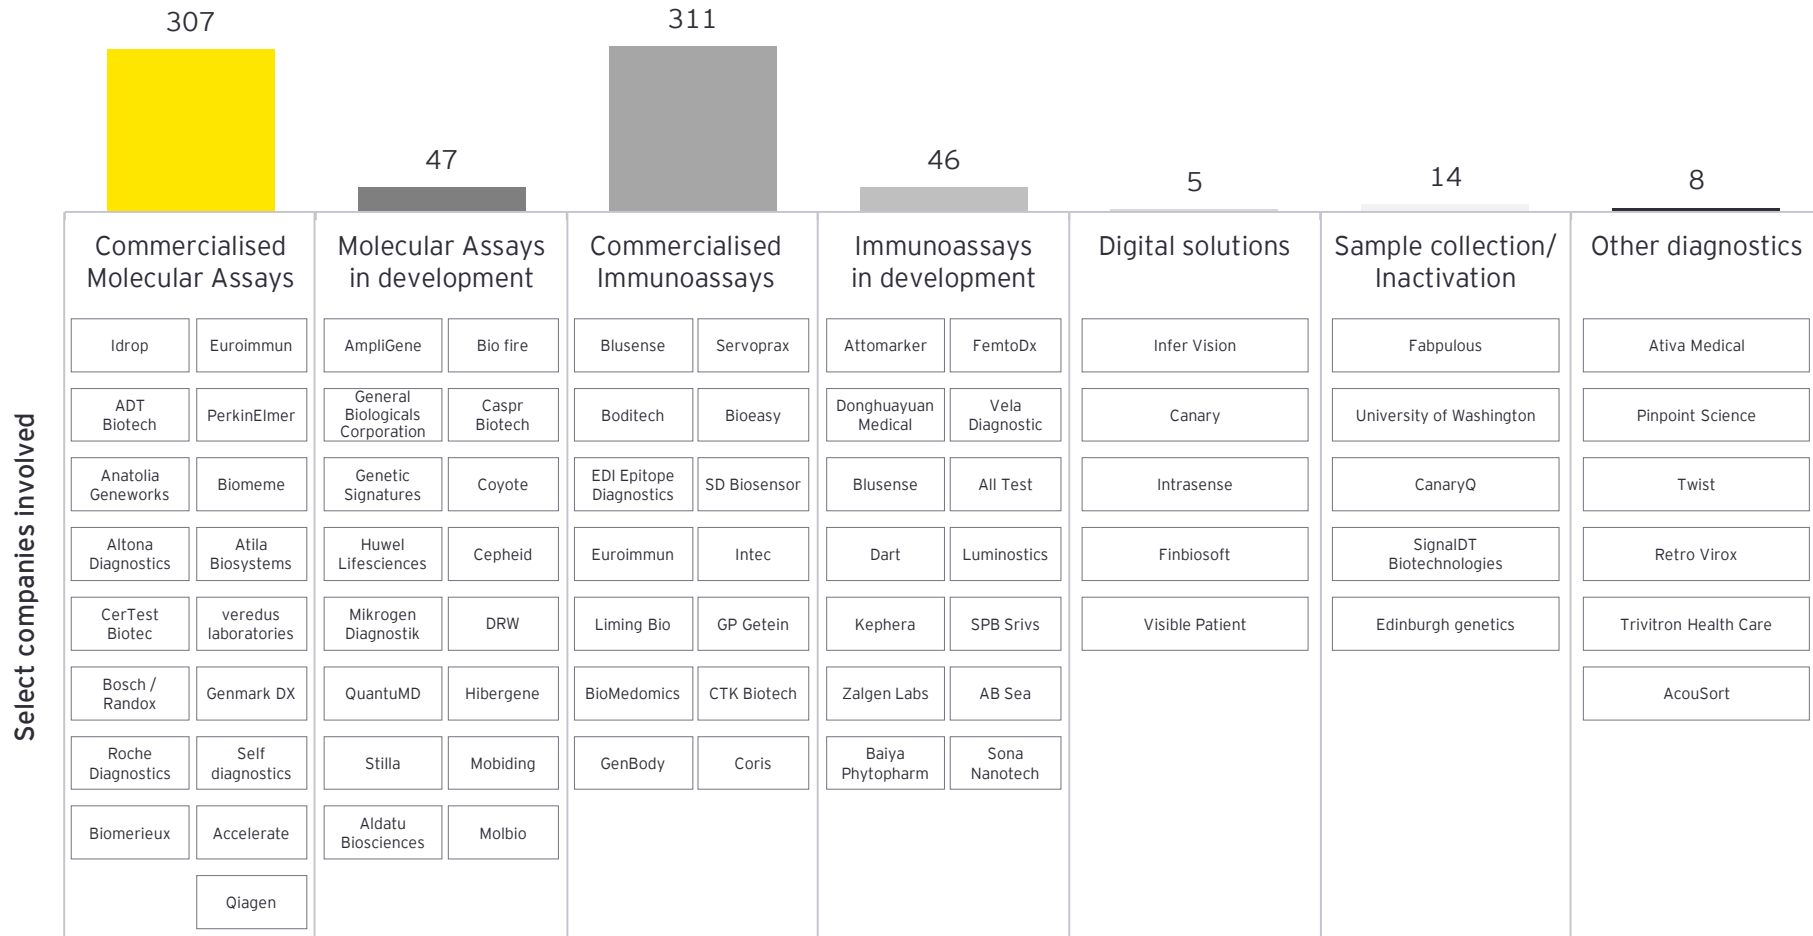 307
47
311
46
5
14
8
Commercialised
Molecular Assays
Molecular Assays
in development
Commercialised
Immunoassays
Immunoassays
in development
Digital solutions
Sample collection/
Inactivation
Other diagnostics
Select companies involved
Idrop
Euroimmun
ADT
Biotech
PerkinElmer
Anatolia
Geneworks
Biomeme
Altona
Diagnostics
Atila
Biosystems
CerTest
Biotec
veredus
laboratories
Bosch /
Randox
Genmark DX
Roche
Diagnostics
Self
diagnostics
Biomerieux
Accelerate
Qiagen
AmpliGene
Bio fire
General
Biologicals
Corporation
Caspr
Biotech
Genetic
Signatures
Coyote
Huwel
Lifesciences
Cepheid
Mikrogen
Diagnostik
DRW
QuantuMD
Hibergene
Stilla
Mobiding
Aldatu
Biosciences
Molbio
Blusense
Servoprax
Boditech
Bioeasy
EDI Epitope
Diagnostics
SD Biosensor
Euroimmun
Intec
Liming Bio
GP Getein
BioMedomics
CTK Biotech
GenBody
Coris
Attomarker
FemtoDx
Donghuayuan
Medical
Vela
Diagnostic
Blusense
All Test
Dart
Luminostics
Kephera
SPB Srivs
Zalgen Labs
AB Sea
Baiya
Phytopharm
Sona
Nanotech
Infer Vision
Canary
Intrasense
Finbiosoft
Visible Patient
Fabpulous
University of Washington
CanaryQ
SignalDT
Biotechnologies
Edinburgh genetics
Ativa Medical
Pinpoint Science
Twist
Retro Virox
Trivitron Health Care
AcouSort